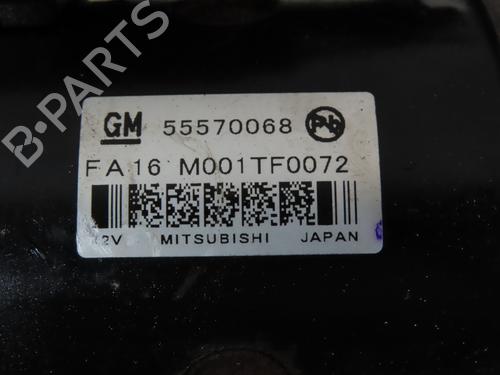 GM 55570068 Pb
FA16 M001TF0072
12V MITSUBISHI JAPAN
B-PARTS